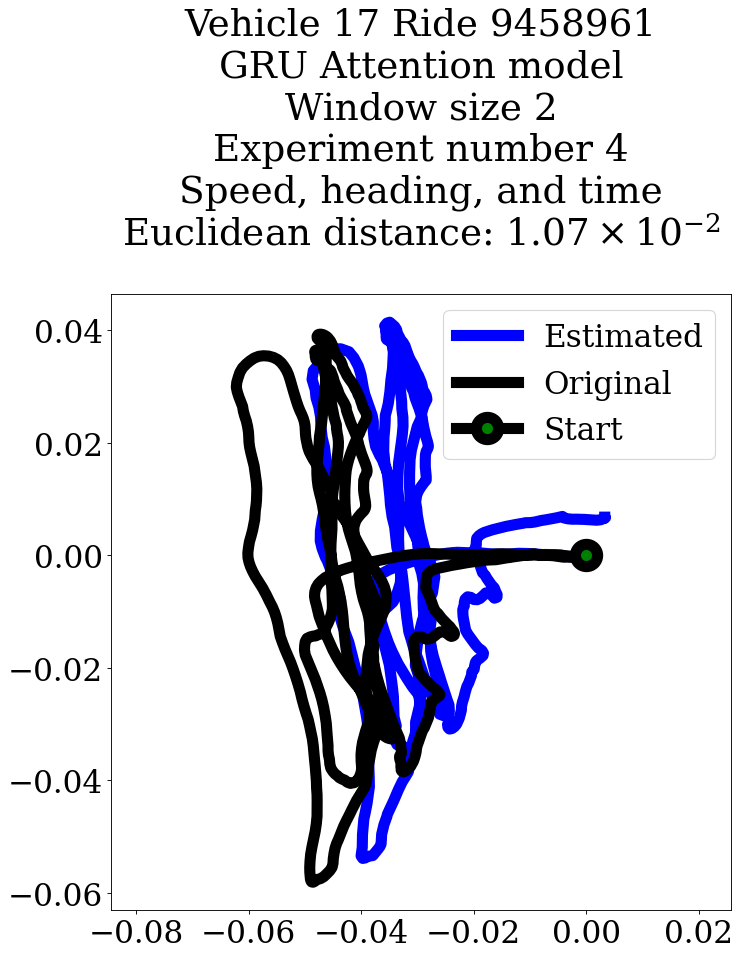 Vehicle 17 Ride 9458961
GRU Attention model
Window size 2
Experiment number 4
Speed, heading, and time
Euclidean distance: 1.07 × 10⁻²
Estimated
Original
Start
0.04
0.02
0.00
−0.02
−0.04
−0.06
−0.08 −0.06 −0.04 −0.02 0.00 0.02